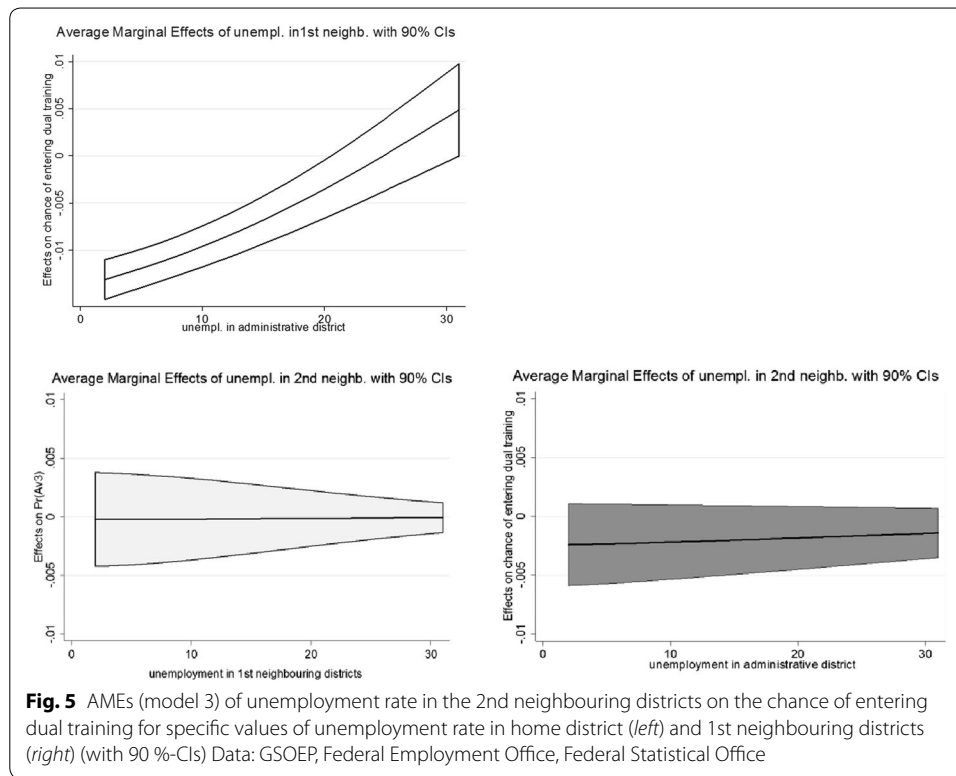 Average Marginal Effects of unempl. in1st neighb. with 90% CIs
Effects on chance of entering dual training
.01
.005
0
-.005
-.01
0 10 20 30
unempl. in administrative district
Average Marginal Effects of unempl. in 2nd neighb. with 90% CIs
Effects on Pr(Av3)
.01
.005
0
-.005
-.01
0 10 20 30
unemployment in 1st neighbouring districts
Average Marginal Effects of unempl. in 2nd neighb. with 90% CIs
Effects on chance of entering dual training
.01
.005
0
-.005
-.01
0 10 20 30
unemployment in administrative district
Fig. 5 AMEs (model 3) of unemployment rate in the 2nd neighbouring districts on the chance of entering
dual training for specific values of unemployment rate in home district (left) and 1st neighbouring districts
(right) (with 90 %-CIs) Data: GSOEP, Federal Employment Office, Federal Statistical Office